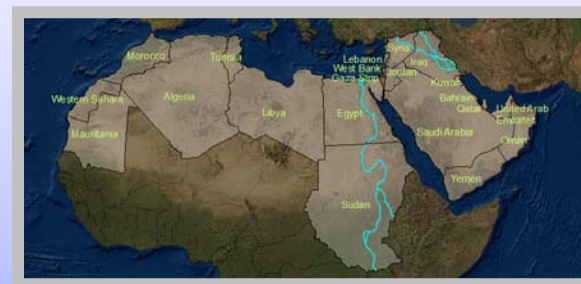 Morocco
Tunisia
Algeria
Libya
Egypt
Western Sahara
Mauritania
Sudan
Lebanon
West Bank
Gaza Strip
Syria
Iraq
Jordan
Kuwait
Bahrain
Qatar
United Arab
Emirates
Saudi Arabia
Oman
Yemen